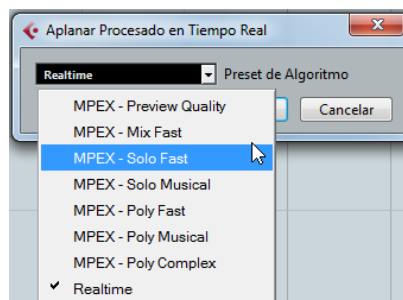 Aplanar Procesado en Tiempo Real
Realtime Preset de Algoritmo
MPEX - Preview Quality
Cancelar
MPEX - Mix Fast
MPEX - Solo Fast
MPEX - Solo Musical
MPEX - Poly Fast
MPEX - Poly Musical
MPEX - Poly Complex
Realtime